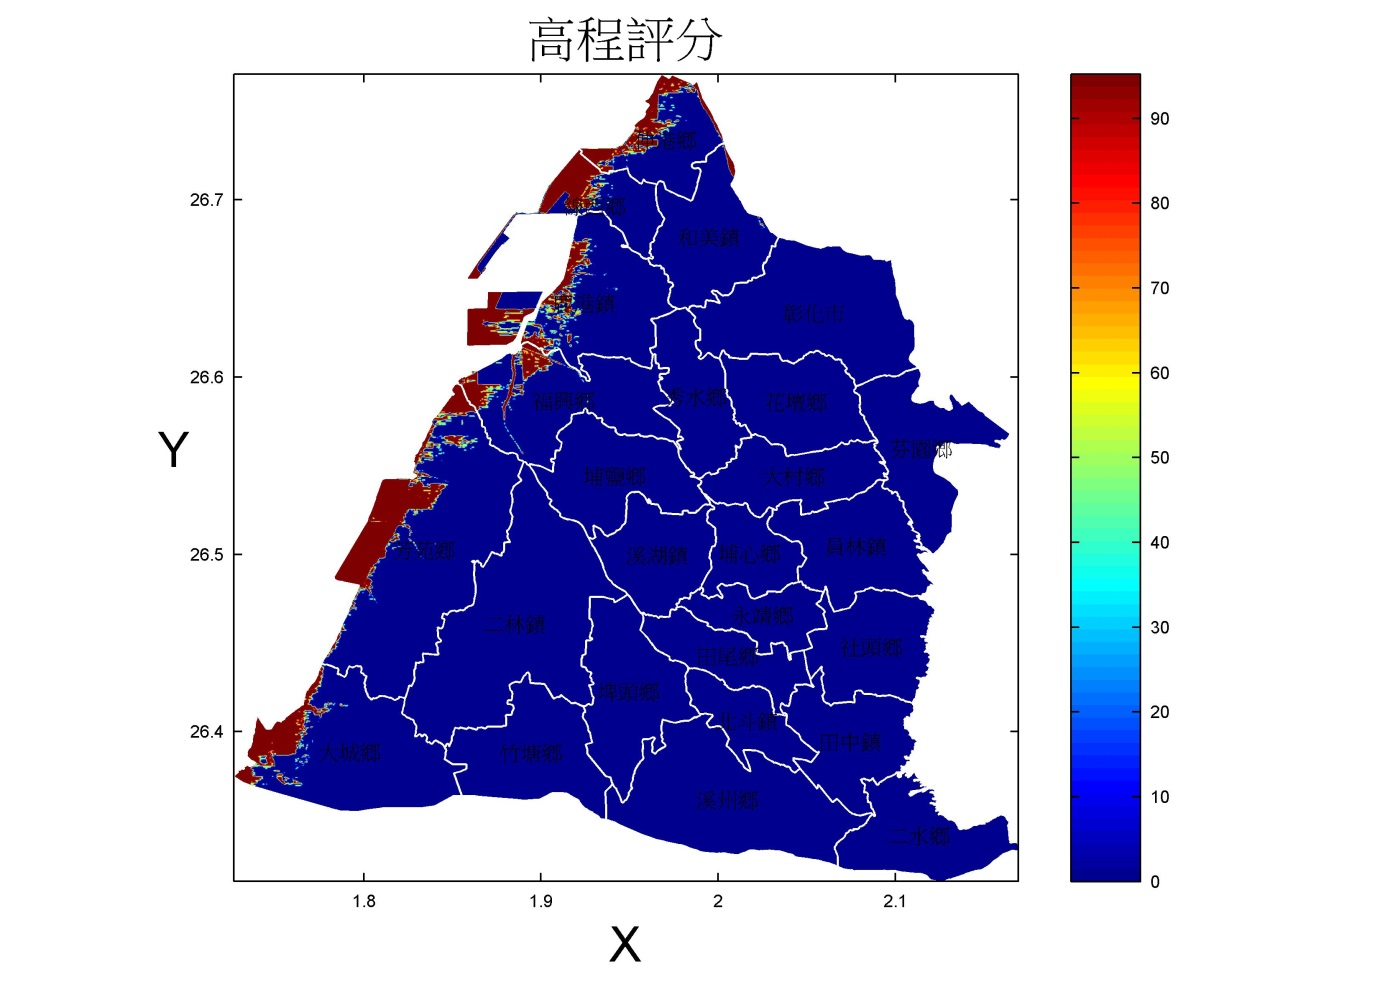 高程評分
90
80
70
60
50
40
30
20
10
0
26.7
26.6
26.5
26.4
Y
1.8
1.9
2
2.1
X
和美鎮
彰化市
福興鄉
秀水鄉
花壇鄉
芬園鄉
埔鹽鄉
大村鄉
芳苑鄉
溪湖鎮
埔心鄉
員林鎮
二林鎮
永靖鄉
田尾鄉
社頭鄉
埤頭鄉
北斗鎮
田中鎮
大城鄉
竹塘鄉
溪州鄉
二水鄉